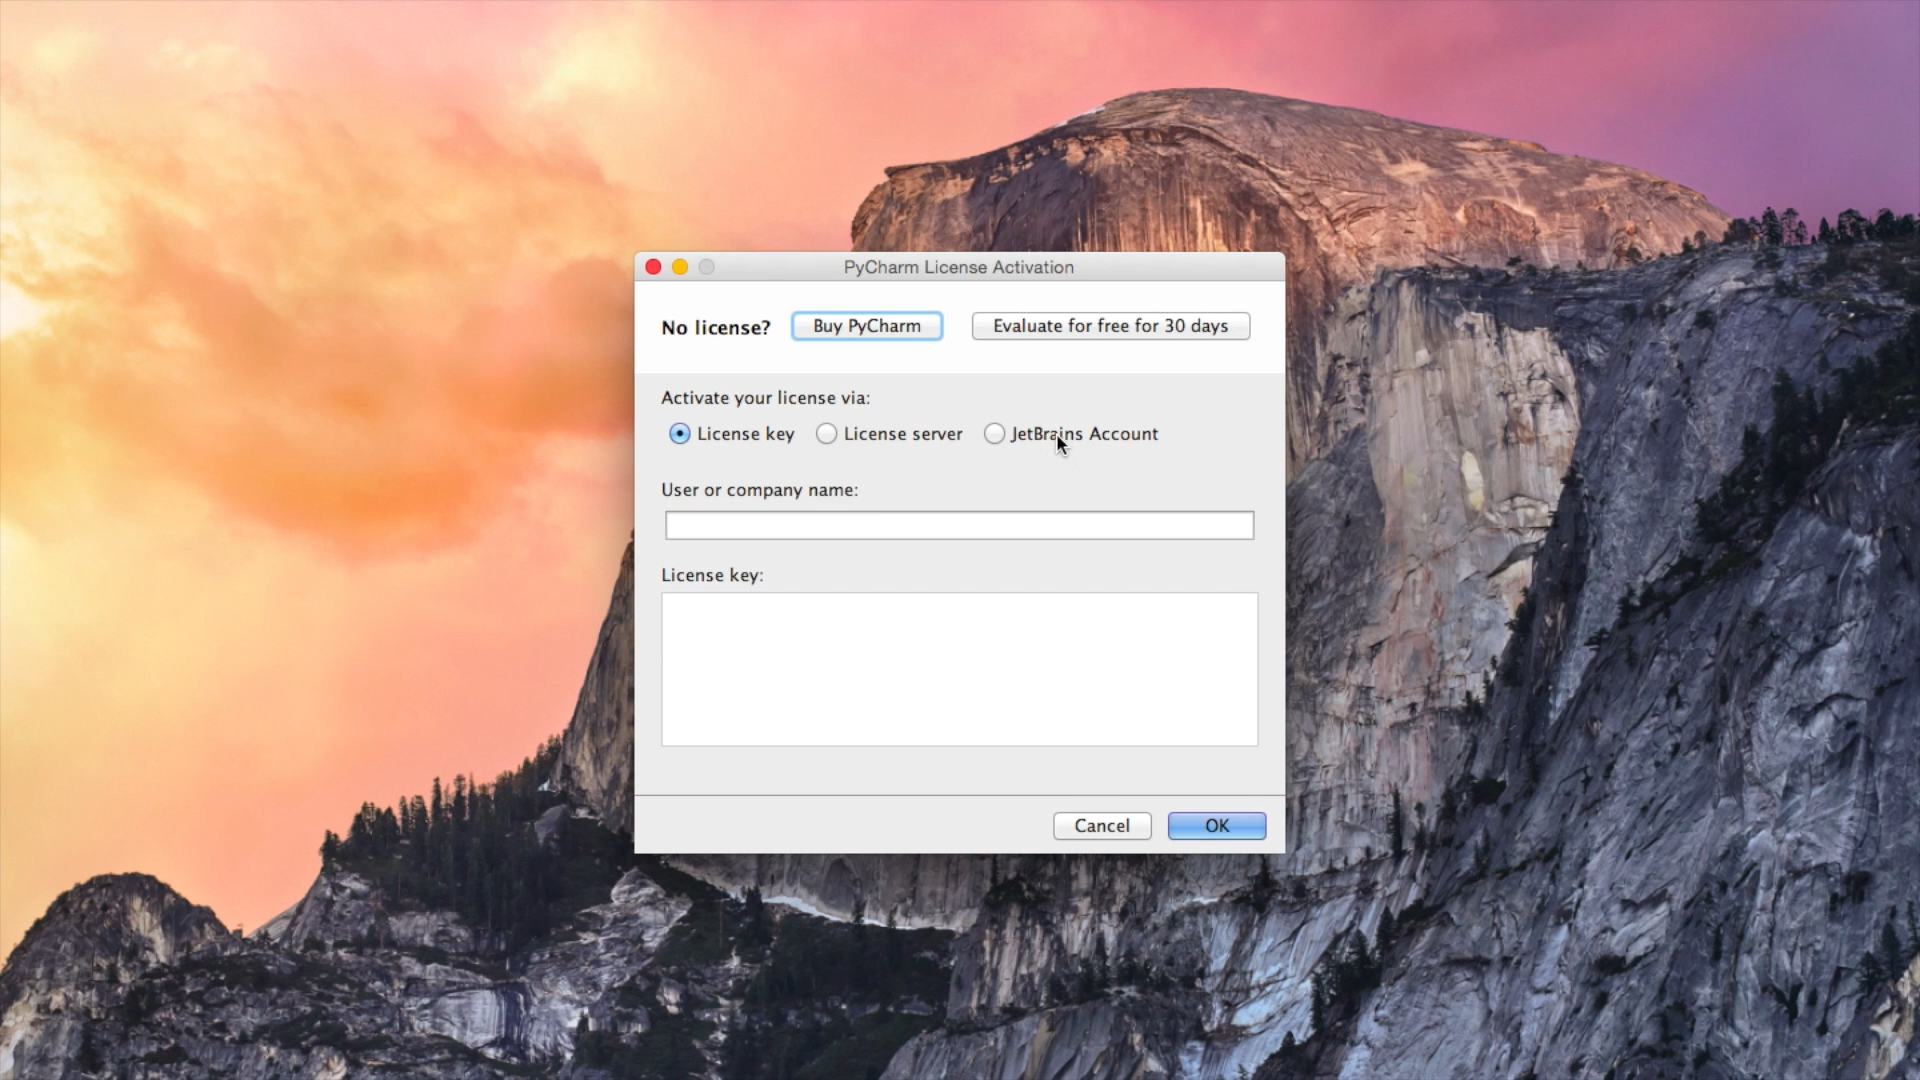 PyCharm License Activation
No license? Buy PyCharm Evaluate for free for 30 days
Activate your license via:
License key License server JetBrains Account
User or company name:
License key:
Cancel OK